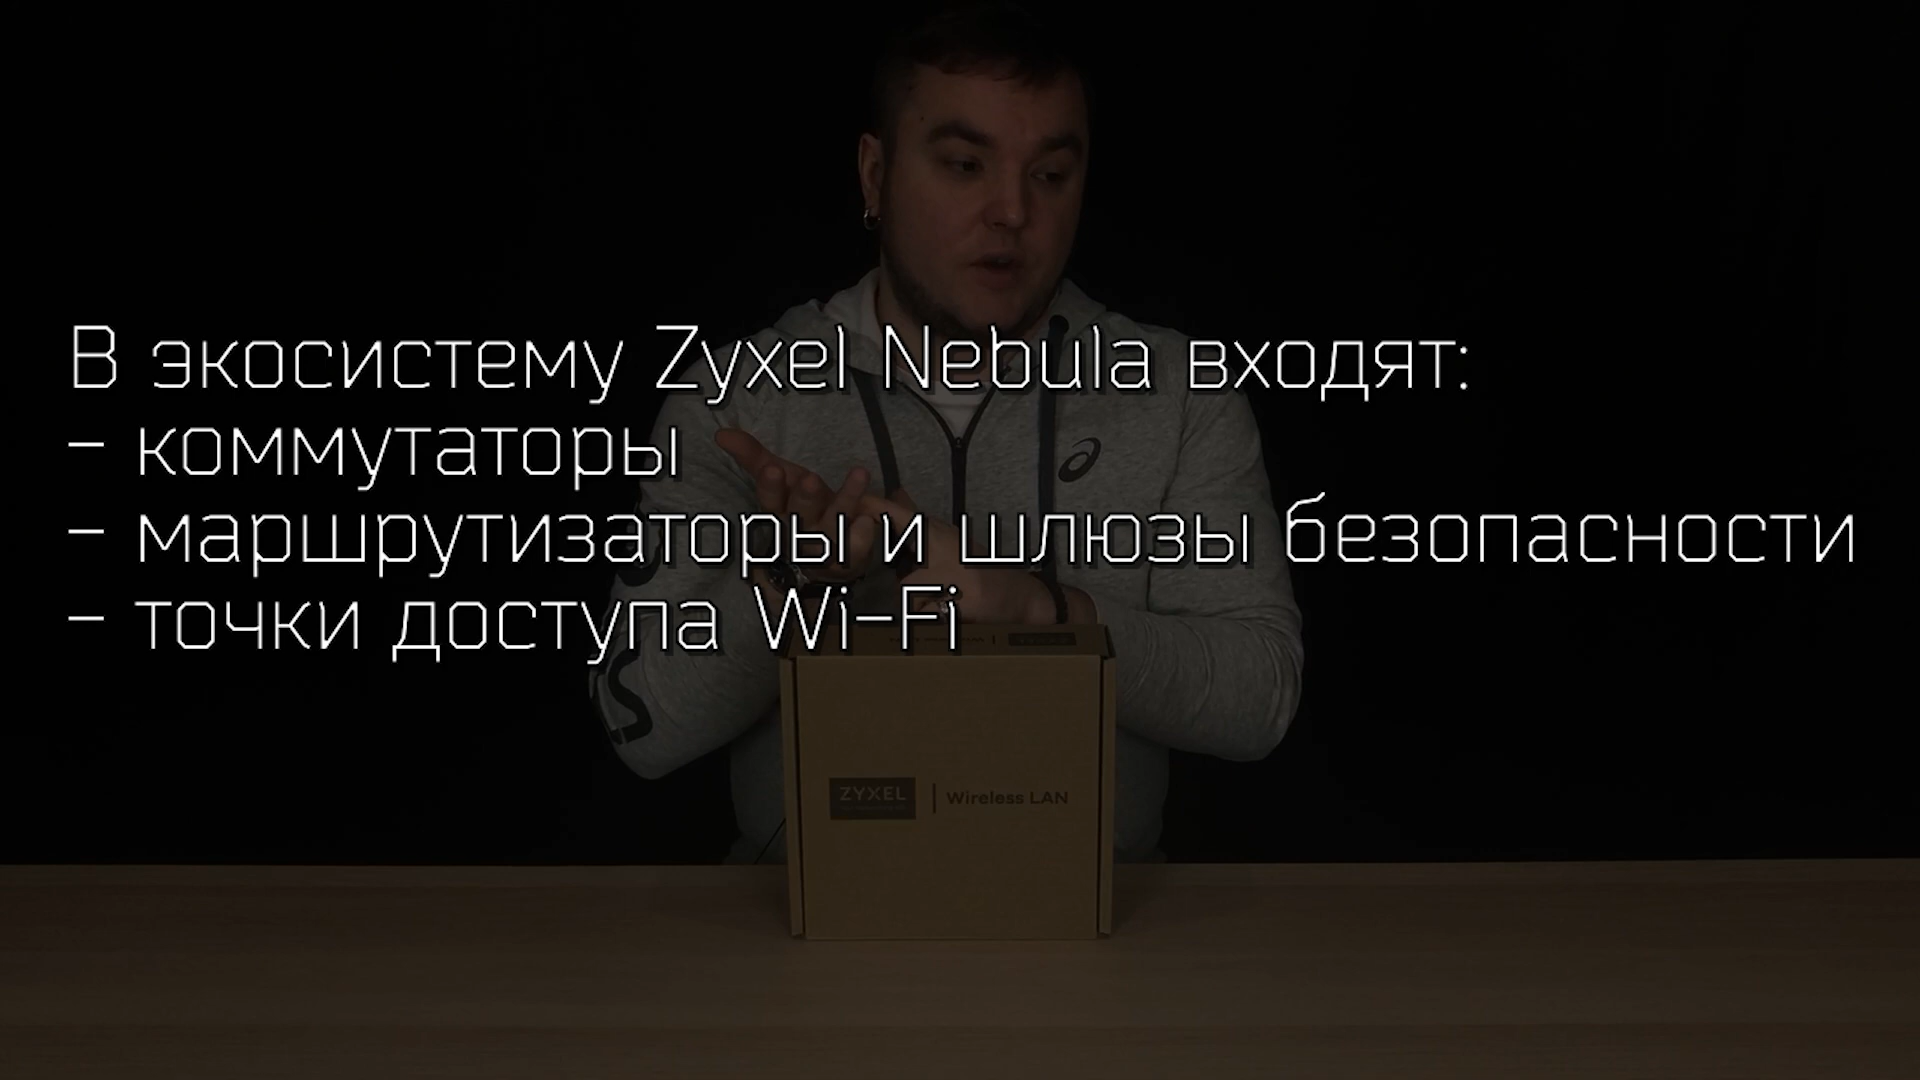 В экосистему Zyxel Nebula входят:
- коммутаторы
- маршрутизаторы и шлюзы безопасности
- точки доступа Wi-Fi
ZYXEL | Wireless LAN